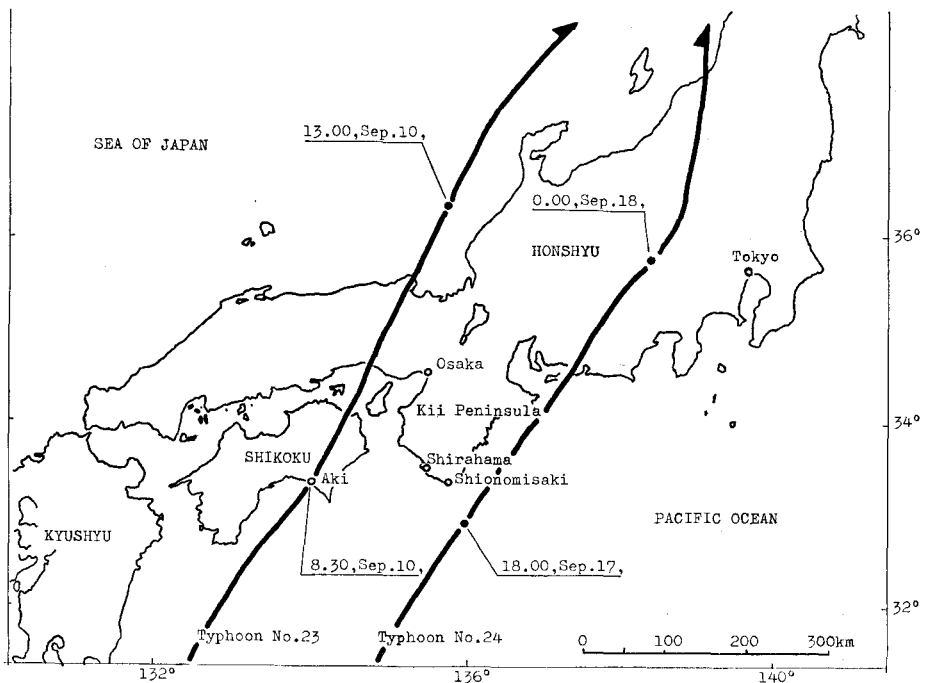 SEA OF JAPAN
13.00,Sep.10,
0.00,Sep.18,
HONSHYU
36°
Tokyo
Osaka
Kii Peninsula
34°
SHIKOKU
Shirahama
Aki
Shionomisaki
PACIFIC OCEAN
KYUSHYU
8.30,Sep.10,
18.00,Sep.17,
32°
Typhoon No.23
Typhoon No.24
0 100 200 300km
132° 136° 140°